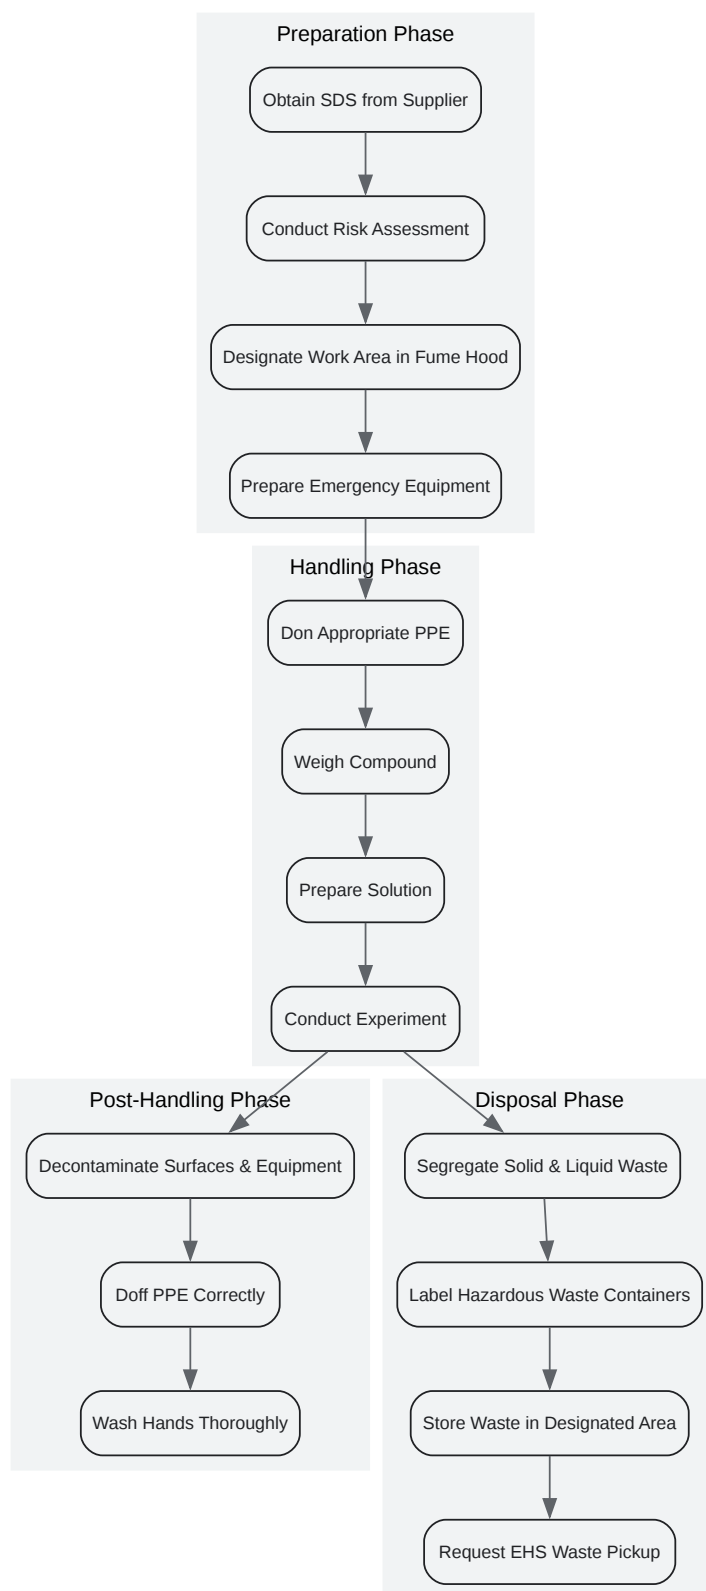 Preparation Phase
Obtain SDS from Supplier
Conduct Risk Assessment
Designate Work Area in Fume Hood
Prepare Emergency Equipment
Handling Phase
Don Appropriate PPE
Weigh Compound
Prepare Solution
Conduct Experiment
Post-Handling Phase
Decontaminate Surfaces & Equipment
Doff PPE Correctly
Wash Hands Thoroughly
Disposal Phase
Segregate Solid & Liquid Waste
Label Hazardous Waste Containers
Store Waste in Designated Area
Request EHS Waste Pickup